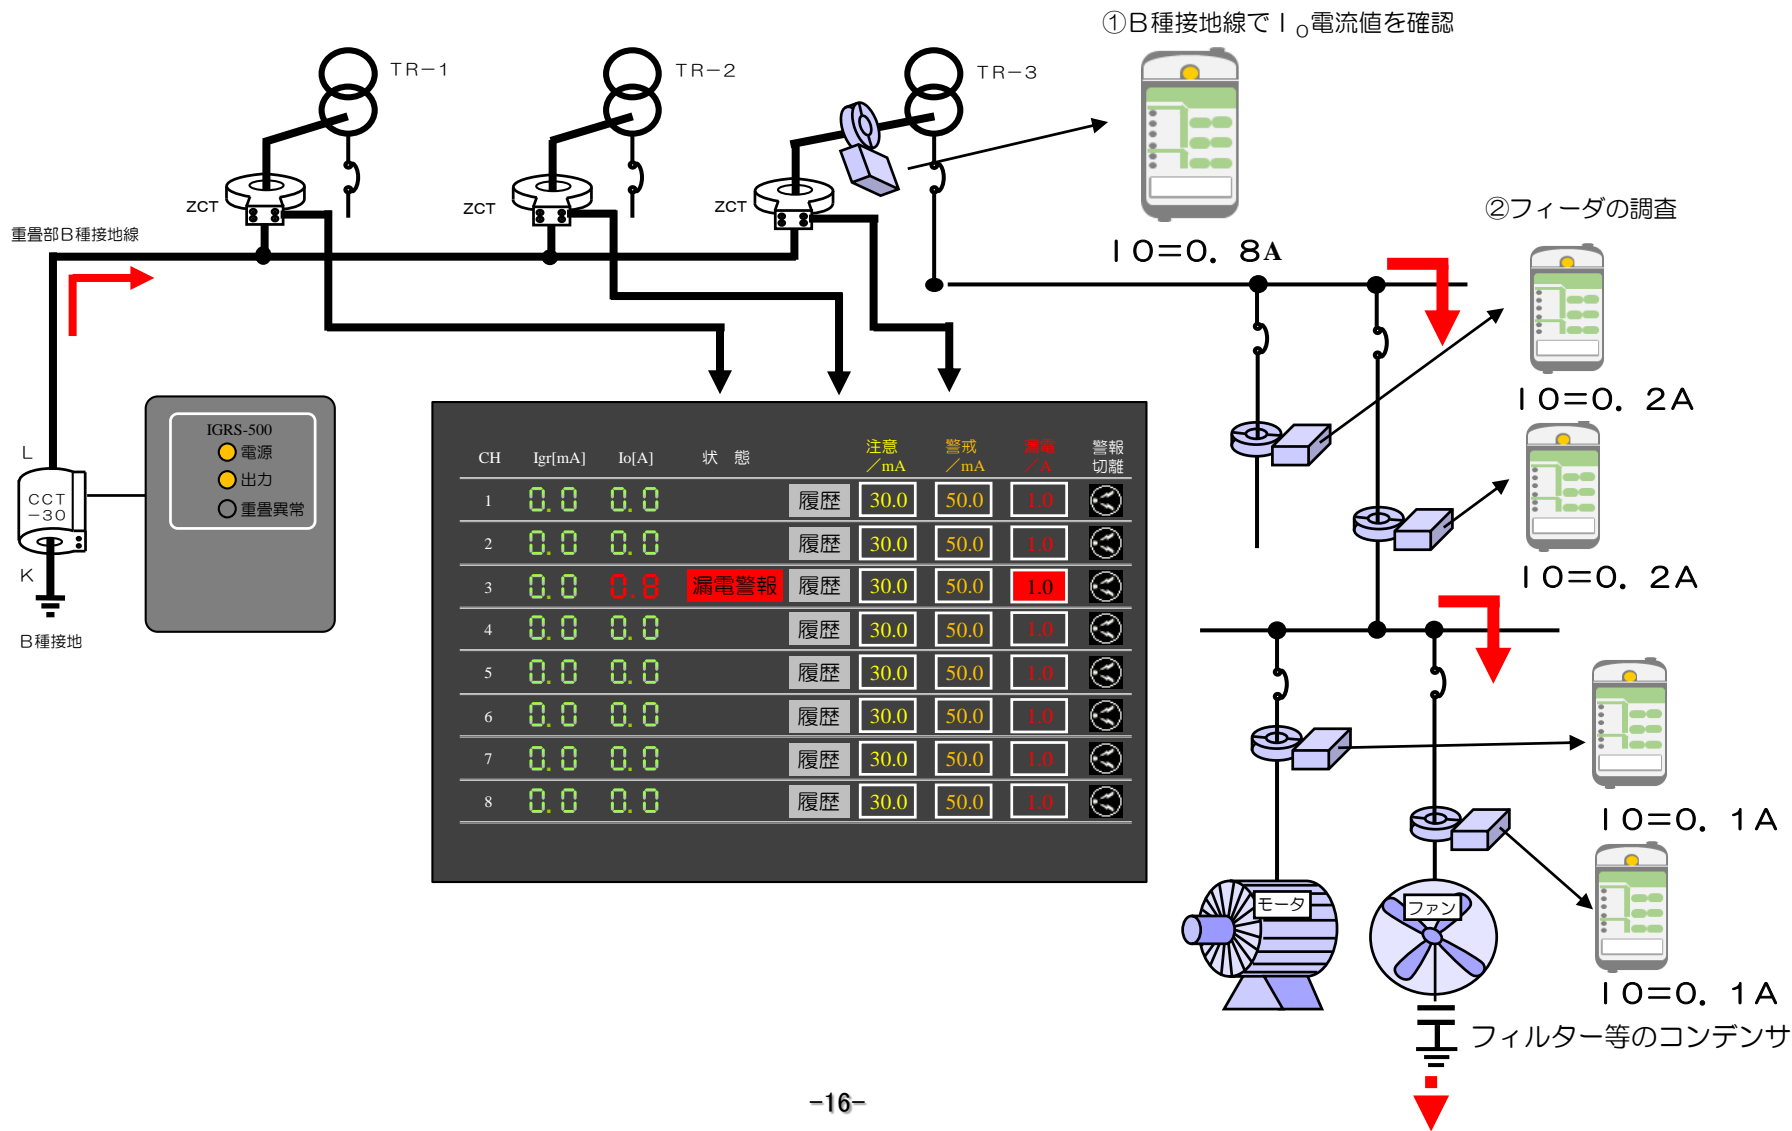 ①B種接地線でIO電流値を確認
TR−1
TR−2
TR−3
ZCT
ZCT
ZCT
重畳部B種接地線
I0=0.8A
②フィーダの調査
I0=0.2A
I0=0.2A
IGRS-500
電源
出力
重畳異常
L
CCT
−30
K
B種接地
CH Igr[mA] Io[A] 状態 注意/mA 警戒/mA 漏電/A 警報切離
1 0.0 0.0 履歴 30.0 50.0 1.0
2 0.0 0.0 履歴 30.0 50.0 1.0
3 0.0 0.8 漏電警報 履歴 30.0 50.0 1.0
4 0.0 0.0 履歴 30.0 50.0 1.0
5 0.0 0.0 履歴 30.0 50.0 1.0
6 0.0 0.0 履歴 30.0 50.0 1.0
7 0.0 0.0 履歴 30.0 50.0 1.0
8 0.0 0.0 履歴 30.0 50.0 1.0
I0=0.1A
I0=0.1A
モータ
ファン
フィルター等のコンデンサ
−16−